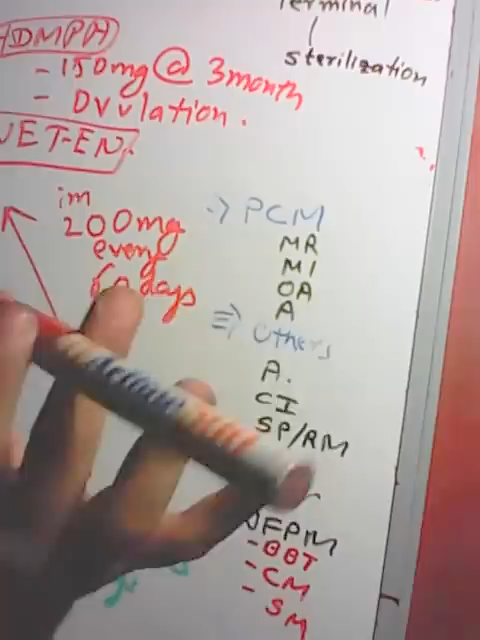 Terminal
sterilization
DMPA
- 150mg @ 3month
- Ovulation.
NET-EN
im
200mg
every
60 days
=> PCM
MR
MI
OA
A
=> Others
A.
CI
SP/RM
NFPM
- BBT
- CM
- SM